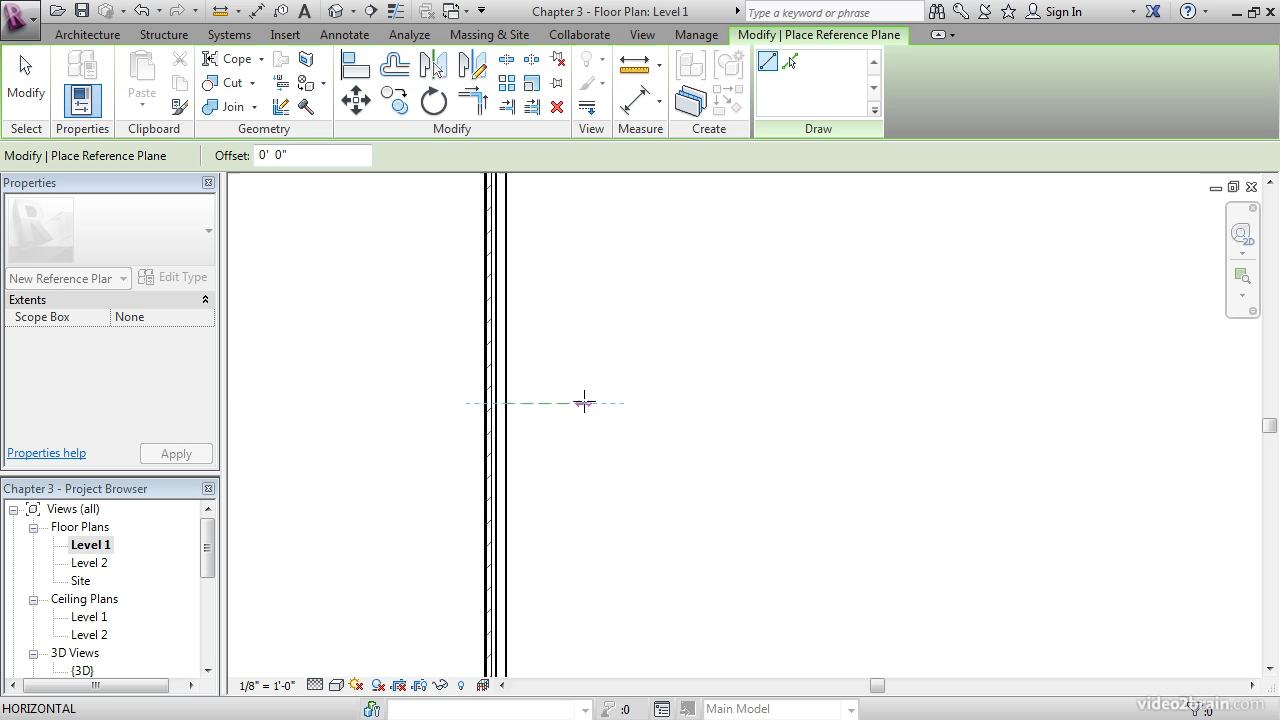 Chapter 3 - Floor Plan: Level 1
Type a keyword or phrase
Sign In
Architecture Structure Systems Insert Annotate Analyze Massing & Site Collaborate View Manage Modify | Place Reference Plane
Modify
Paste
Cope
Cut
Join
Select Properties Clipboard Geometry Modify View Measure Create Draw
Modify | Place Reference Plane Offset: 0' 0"
Properties
New Reference Plar Edit Type
Extents
Scope Box None
Properties help Apply
Chapter 3 - Project Browser
Views (all)
Floor Plans
Level 1
Level 2
Site
Ceiling Plans
Level 1
Level 2
3D Views
{3D}
2D
1/8" = 1'-0"
HORIZONTAL :0 Main Model :0
video2brain.com